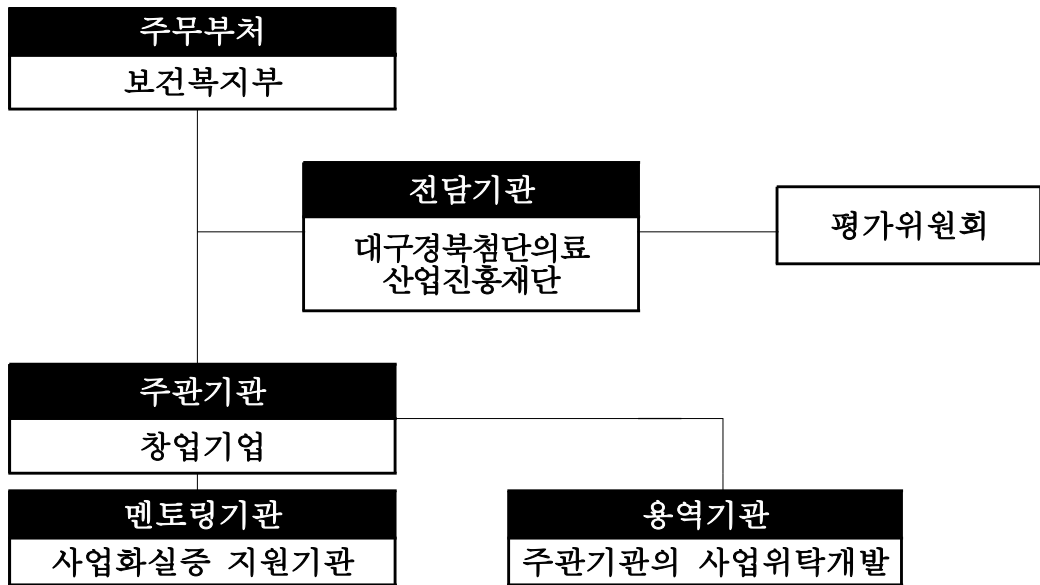 주무부처
보건복지부
전담기관
대구경북첨단의료
산업진흥재단
평가위원회
주관기관
창업기업
멘토링기관
사업화실증 지원기관
용역기관
주관기관의 사업위탁개발